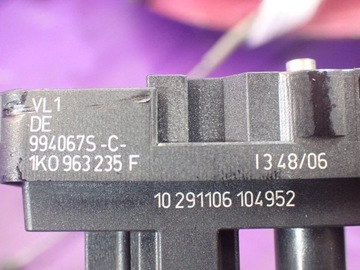 VL1
DE
994067S -C-
1K0 963 235 F
13 48/06
10 291106 104952